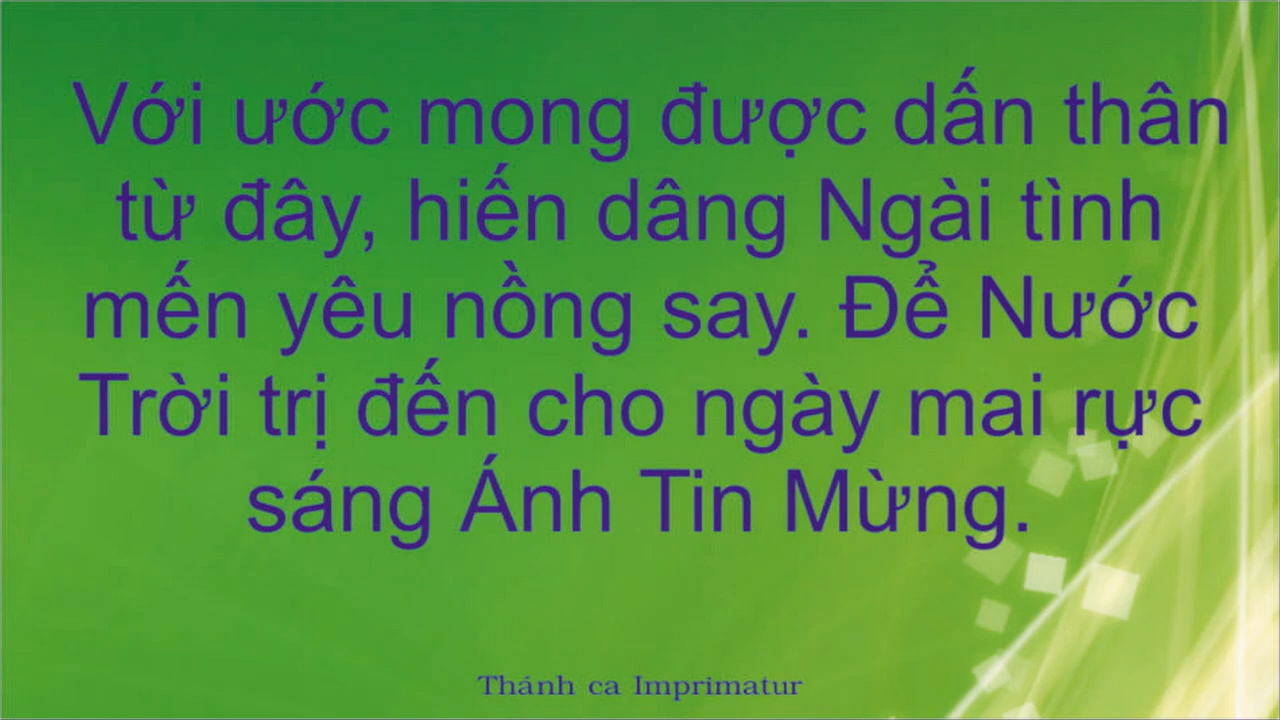 Với ước mong được dấn thân
từ đây, hiến dâng Ngài tình
mến yêu nồng say. Để Nước
Trời trị đến cho ngày mai rực
sáng Ánh Tin Mừng.
Thánh ca Imprimatur